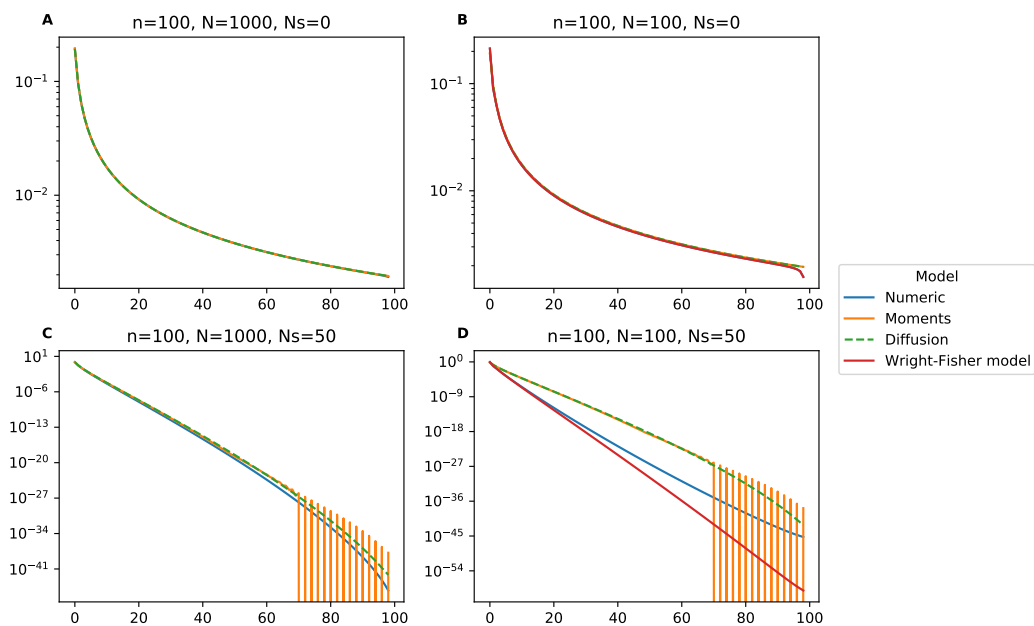 A
n=100, N=1000, Ns=0
10⁻¹
10⁻²
0 20 40 60 80 100
B
n=100, N=100, Ns=0
10⁻¹
10⁻²
0 20 40 60 80 100
C
n=100, N=1000, Ns=50
10¹
10⁻⁶
10⁻¹³
10⁻²⁰
10⁻²⁷
10⁻³⁴
10⁻⁴¹
0 20 40 60 80 100
D
n=100, N=100, Ns=50
10⁰
10⁻⁹
10⁻¹⁸
10⁻²⁷
10⁻³⁶
10⁻⁴⁵
10⁻⁵⁴
0 20 40 60 80 100
Model
Numeric
Moments
Diffusion
Wright-Fisher model